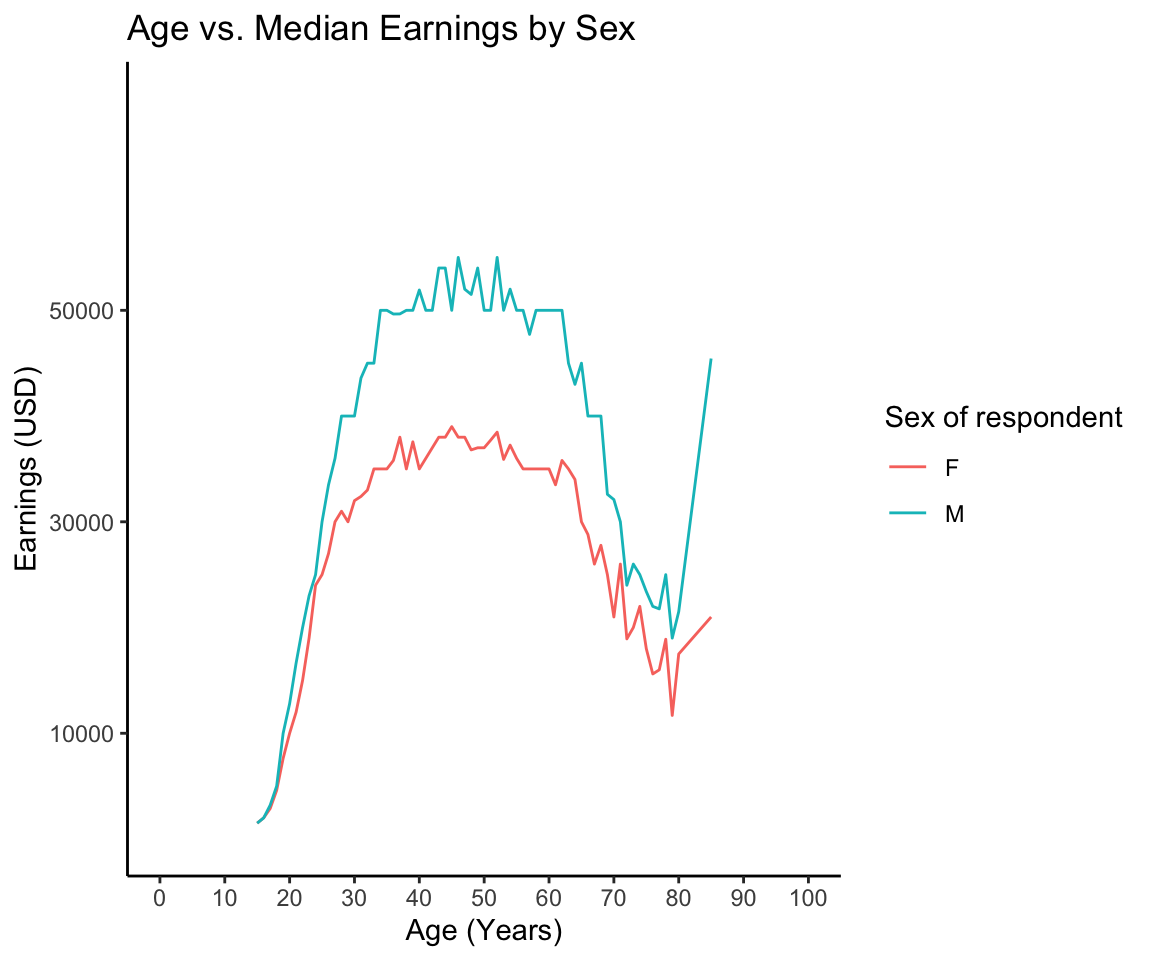 Age vs. Median Earnings by Sex
Earnings (USD)
50000
30000
10000
0 10 20 30 40 50 60 70 80 90 100
Age (Years)
Sex of respondent
F
M